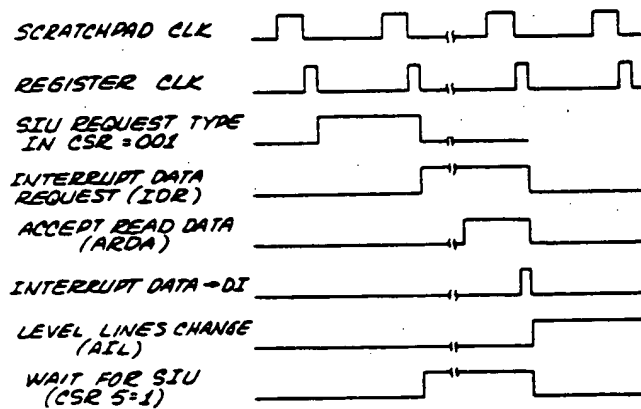 SCRATCHPAD CLK
REGISTER CLK
SIU REQUEST TYPE
IN CSR = 001
INTERRUPT DATA
REQUEST (IDR)
ACCEPT READ DATA
(ARDA)
INTERRUPT DATA→DI
LEVEL LINES CHANGE
(AIL)
WAIT FOR SIU
(CSR 5=1)